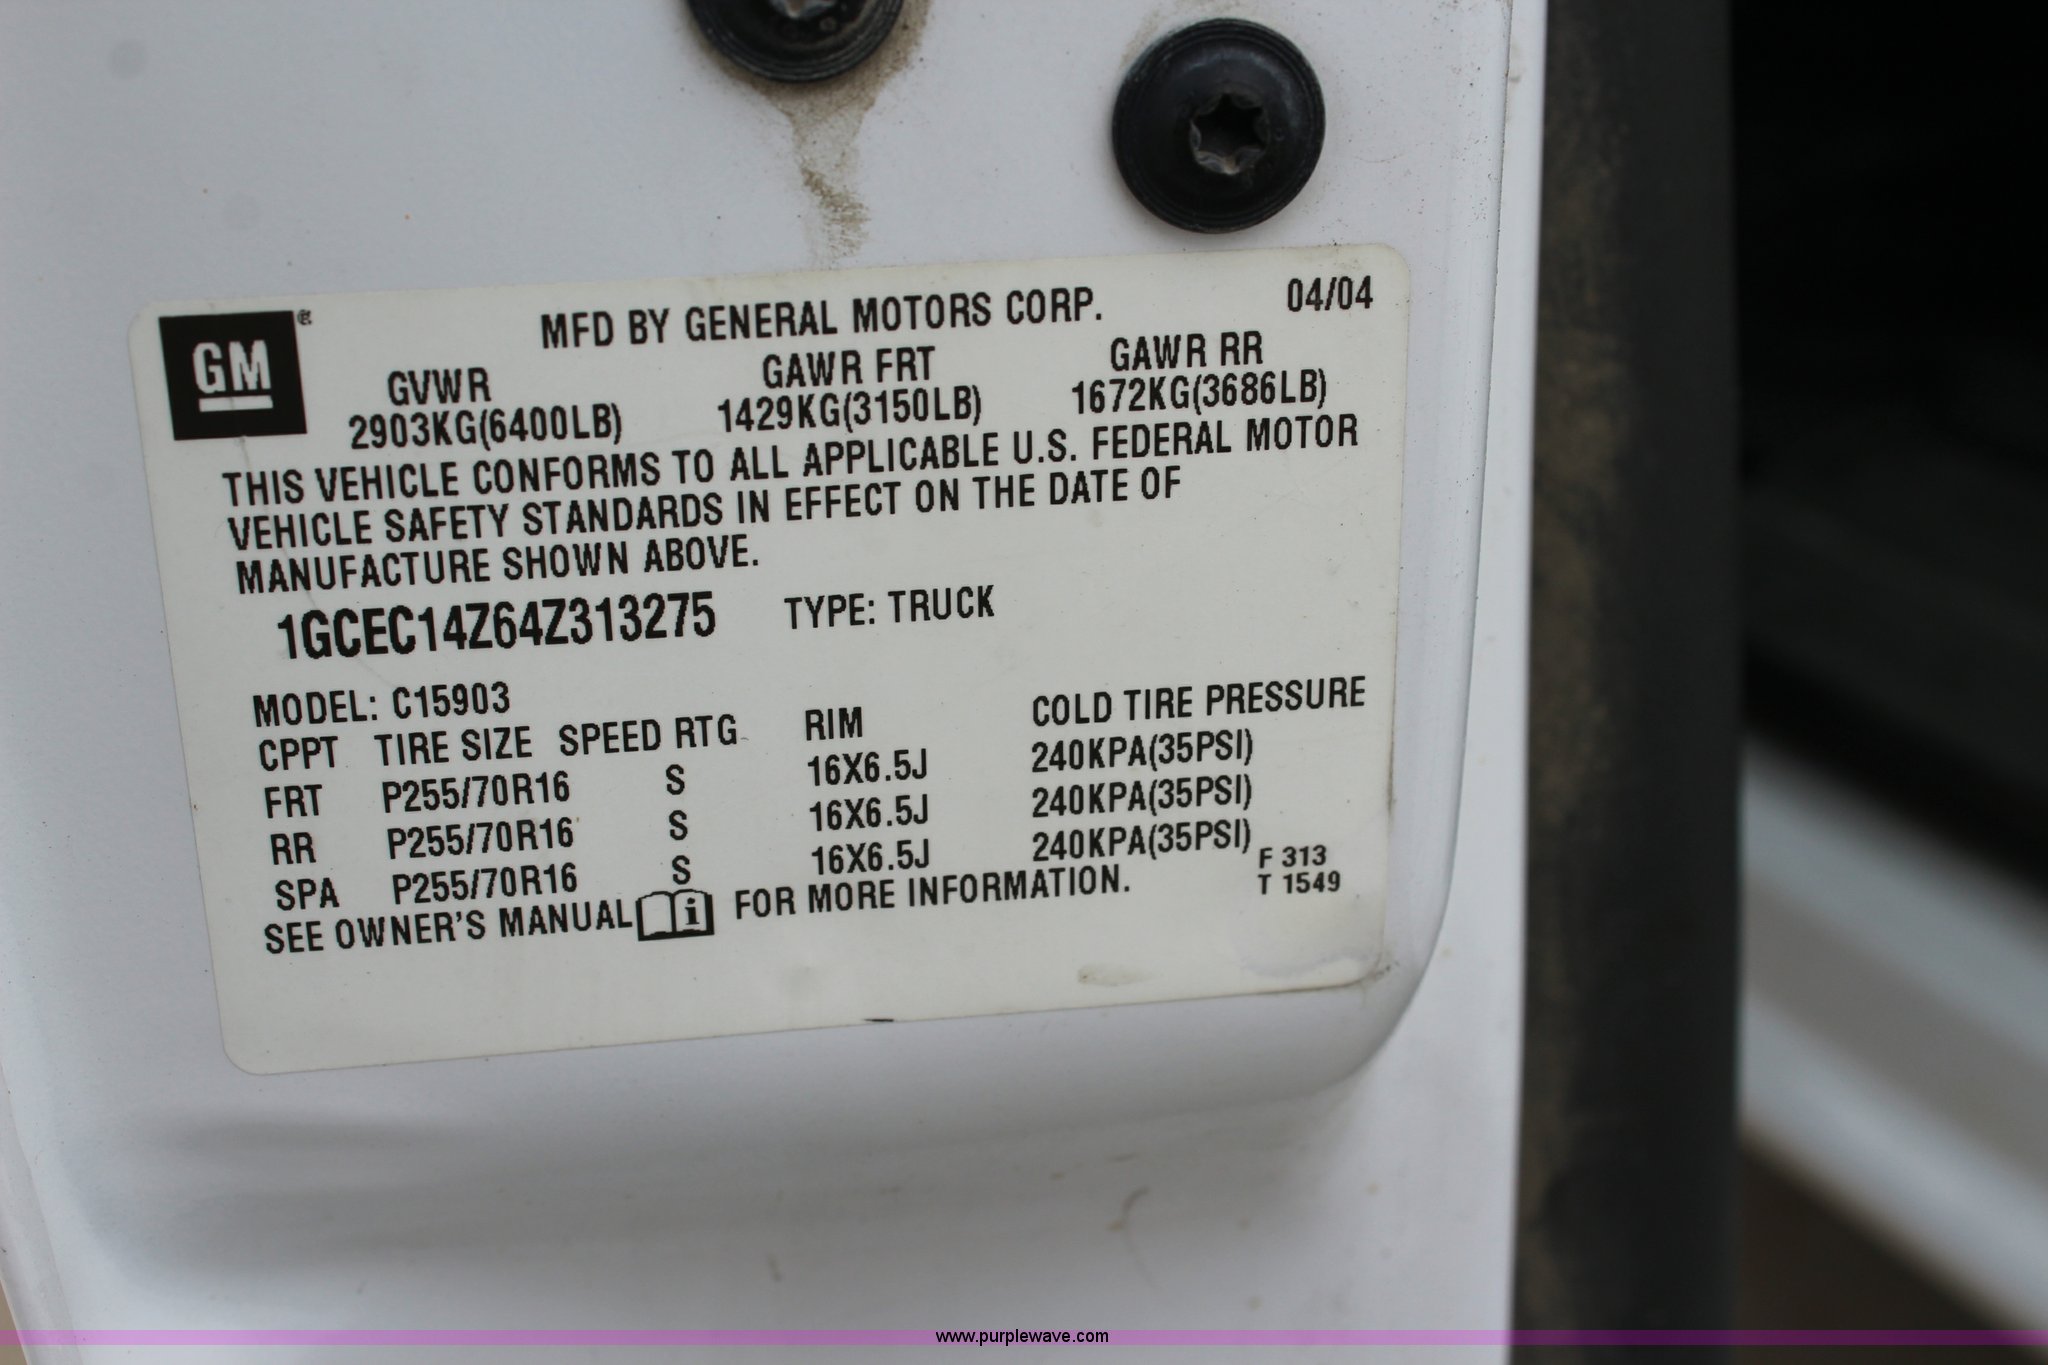 GM
MFD BY GENERAL MOTORS CORP. 04/04
GVWR GAWR FRT GAWR RR
2903KG(6400LB) 1429KG(3150LB) 1672KG(3686LB)
THIS VEHICLE CONFORMS TO ALL APPLICABLE U.S. FEDERAL MOTOR
VEHICLE SAFETY STANDARDS IN EFFECT ON THE DATE OF
MANUFACTURE SHOWN ABOVE.
1GCEC14Z64Z313275 TYPE: TRUCK
MODEL: C15903
CPPT TIRE SIZE SPEED RTG RIM COLD TIRE PRESSURE
FRT P255/70R16 S 16X6.5J 240KPA(35PSI)
RR P255/70R16 S 16X6.5J 240KPA(35PSI)
SPA P255/70R16 S 16X6.5J 240KPA(35PSI)
SEE OWNER'S MANUAL i FOR MORE INFORMATION.
F 313
T 1549
www.purplewave.com